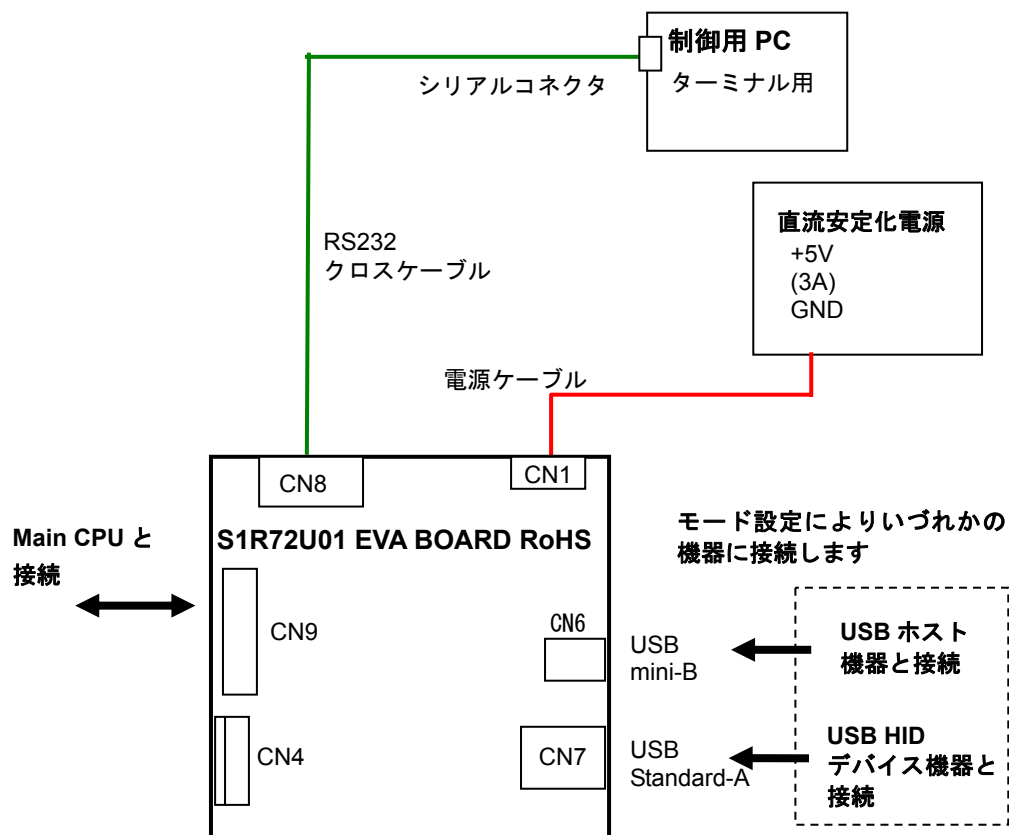 制御用 PC
ターミナル用
シリアルコネクタ
直流安定化電源
+5V
(3A)
GND
RS232
クロスケーブル
電源ケーブル
CN8
CN1
S1R72U01 EVA BOARD RoHS
Main CPU と
接続
モード設定によりいづれかの
機器に接続します
CN9
CN6
USB
mini-B
USB ホスト
機器と接続
CN4
CN7
USB
Standard-A
USB HID
デバイス機器と
接続